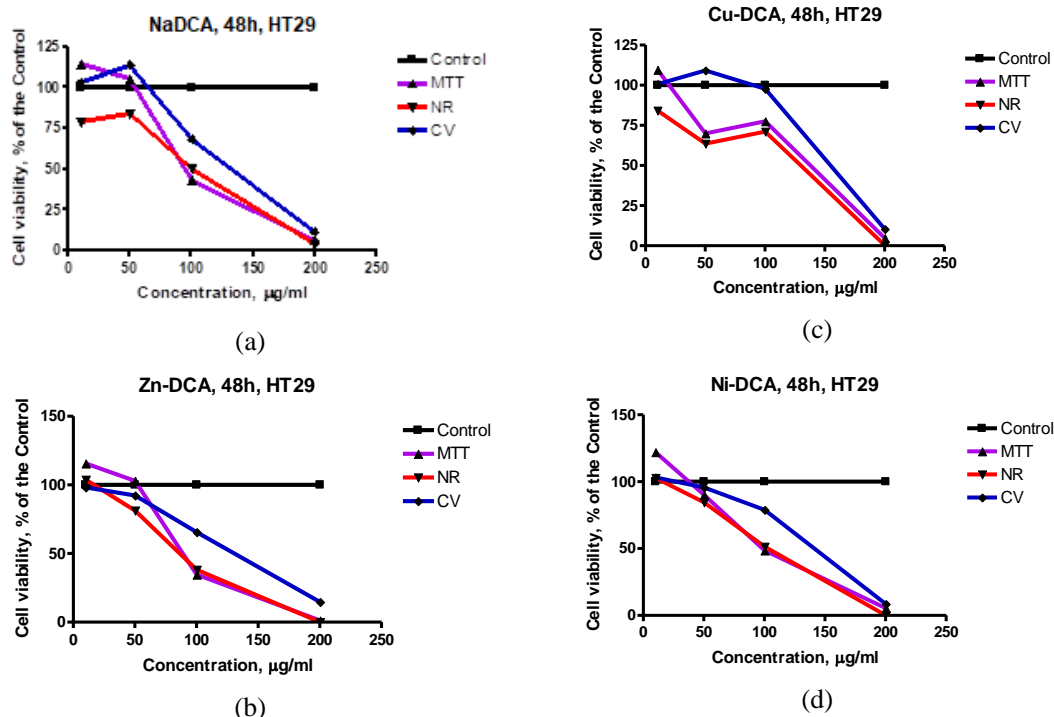 NaDCA, 48h, HT29
Cell viability, % of the Control
125
100
75
50
25
0
0 50 100 150 200 250
Concentration, µg/ml
Control
MTT
NR
CV
(a)
Cu-DCA, 48h, HT29
Cell viability, % of the Control
125
100
75
50
25
0
0 50 100 150 200 250
Concentration, µg/ml
Control
MTT
NR
CV
(c)
Zn-DCA, 48h, HT29
Cell viability, % of the Control
150
100
50
0
0 50 100 150 200 250
Concentration, µg/ml
Control
MTT
NR
CV
(b)
Ni-DCA, 48h, HT29
Cell viability, % of the Control
150
100
50
0
0 50 100 150 200 250
Concentration, µg/ml
Control
MTT
NR
CV
(d)